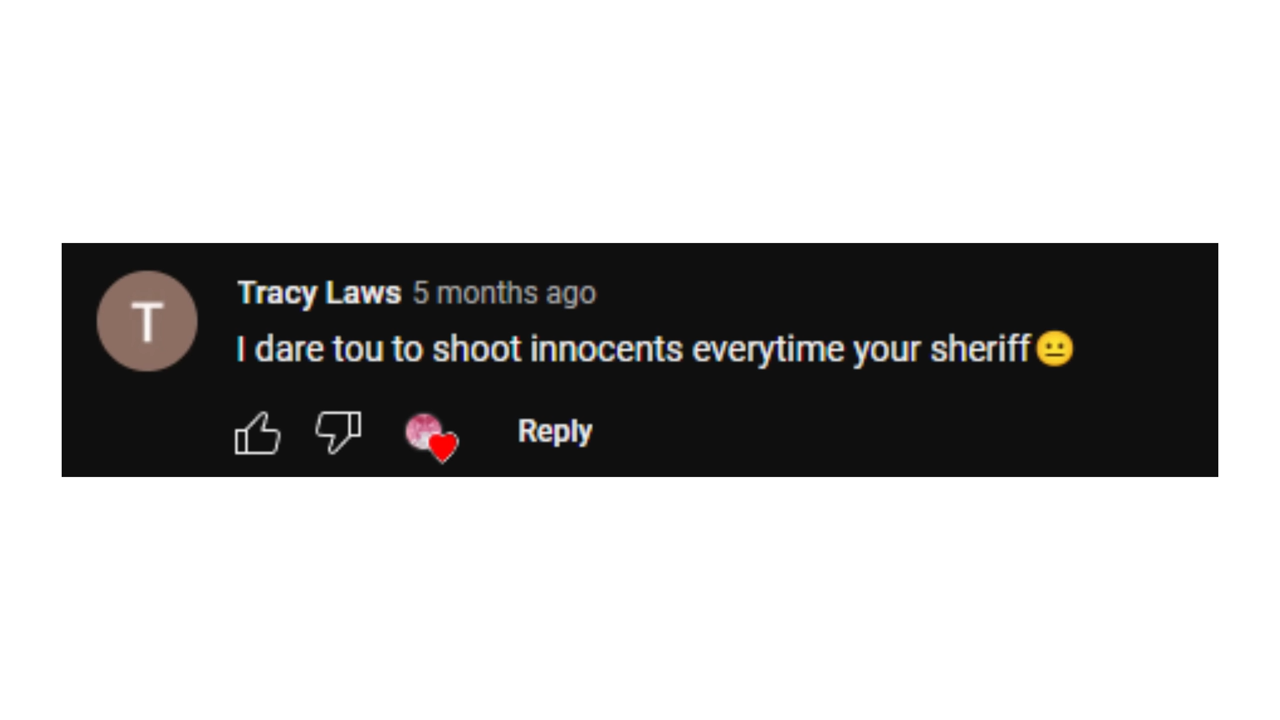 T
Tracy Laws 5 months ago
I dare tou to shoot innocents everytime your sheriff😐
Reply